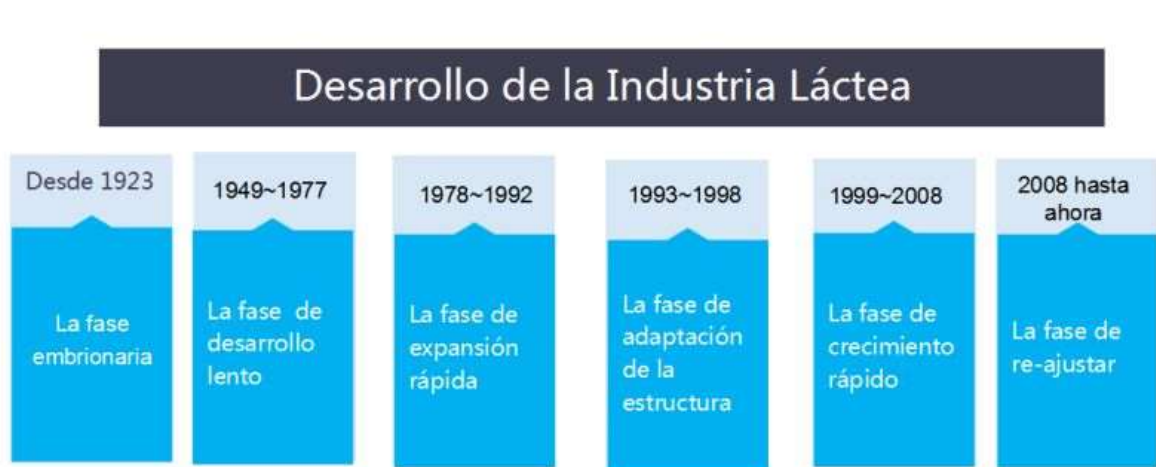 Desarrollo de la Industria Láctea
Desde 1923
La fase
embrionaria
1949~1977
La fase de
desarrollo
lento
1978~1992
La fase de
expansión
rápida
1993~1998
La fase de
adaptación
de la
estructura
1999~2008
La fase de
crecimiento
rápido
2008 hasta
ahora
La fase de
re-ajustar